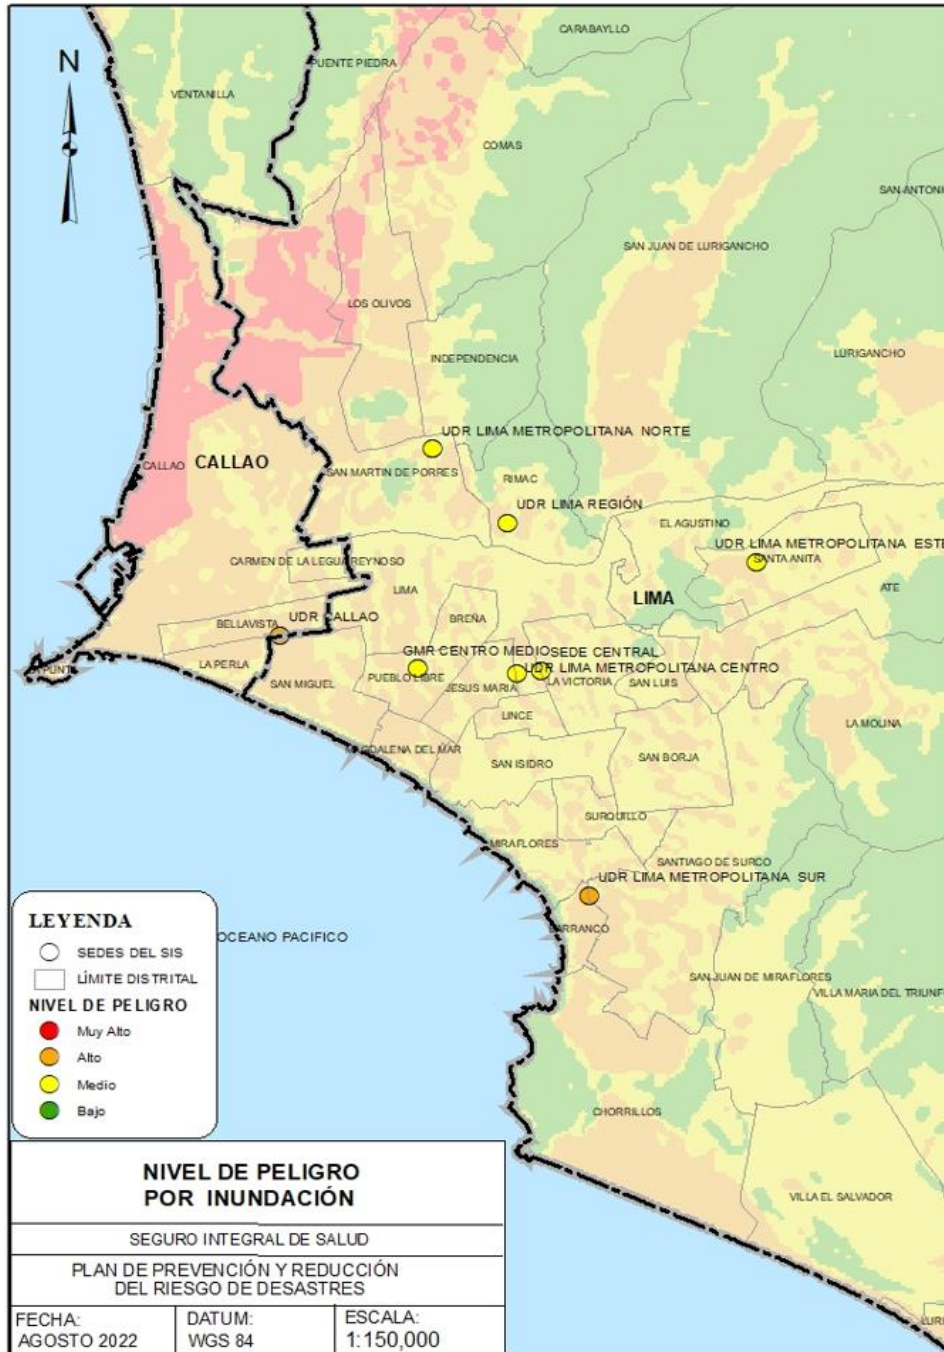 CARABAYLLO
N
PUENTE PIEDRA
VENTANILLA
COMAS
SAN ANTONI
SAN JUAN DE LURIGANCHO
LOS OLIVOS
LURIGANCHO
INDEPENDENCIA
UDR LIMA METROPOLITANA NORTE
CALLAO
CALLAO
SAN MARTIN DE PORRES
RIMAC
UDR LIMA REGIÓN
EL AGUSTINO
UDR LIMA METROPOLITANA ESTE
SANTA ANITA
CARMEN DE LA LEGUA REYNOSO
LIMA
LIMA
ATE
BREÑA
BELLAVISTA
UDR CALLAO
GMR CENTRO MEDIO
SEDE CENTRAL
LA PERLA
UDR LIMA METROPOLITANA CENTRO
PUEBLO LIBRE
SAN MIGUEL
JESUS MARIA
LA VICTORIA
SAN LUIS
LINCE
LA MOLINA
MAGDALENA DEL MAR
SAN ISIDRO
SAN BORJA
SURQUILLO
MIRAFLORES
SANTIAGO DE SURCO
UDR LIMA METROPOLITANA SUR
BARRANCO
OCEANO PACIFICO
SAN JUAN DE MIRAFLORES
VILLA MARIA DEL TRIUNF
CHORRILLOS
VILLA EL SALVADOR
LURI
LEYENDA
SEDES DEL SIS
LÍMITE DISTRITAL
NIVEL DE PELIGRO
Muy Alto
Alto
Medio
Bajo
NIVEL DE PELIGRO
POR INUNDACIÓN
SEGURO INTEGRAL DE SALUD
PLAN DE PREVENCIÓN Y REDUCCIÓN
DEL RIESGO DE DESASTRES
FECHA:
AGOSTO 2022
DATUM:
WGS 84
ESCALA:
1:150,000